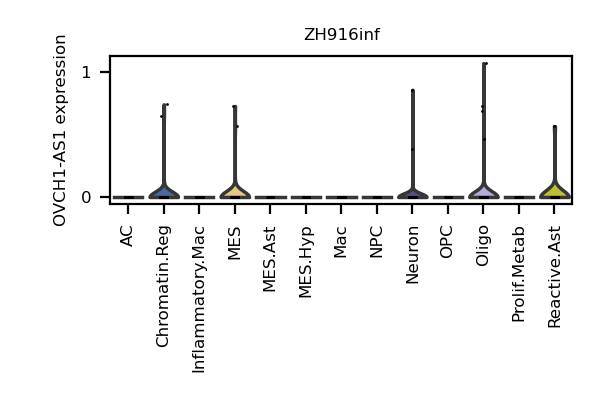 ZH916inf
OVCH1-AS1 expression
1
0
AC
Chromatin.Reg
Inflammatory.Mac
MES
MES.Ast
MES.Hyp
Mac
NPC
Neuron
OPC
Oligo
Prolif.Metab
Reactive.Ast